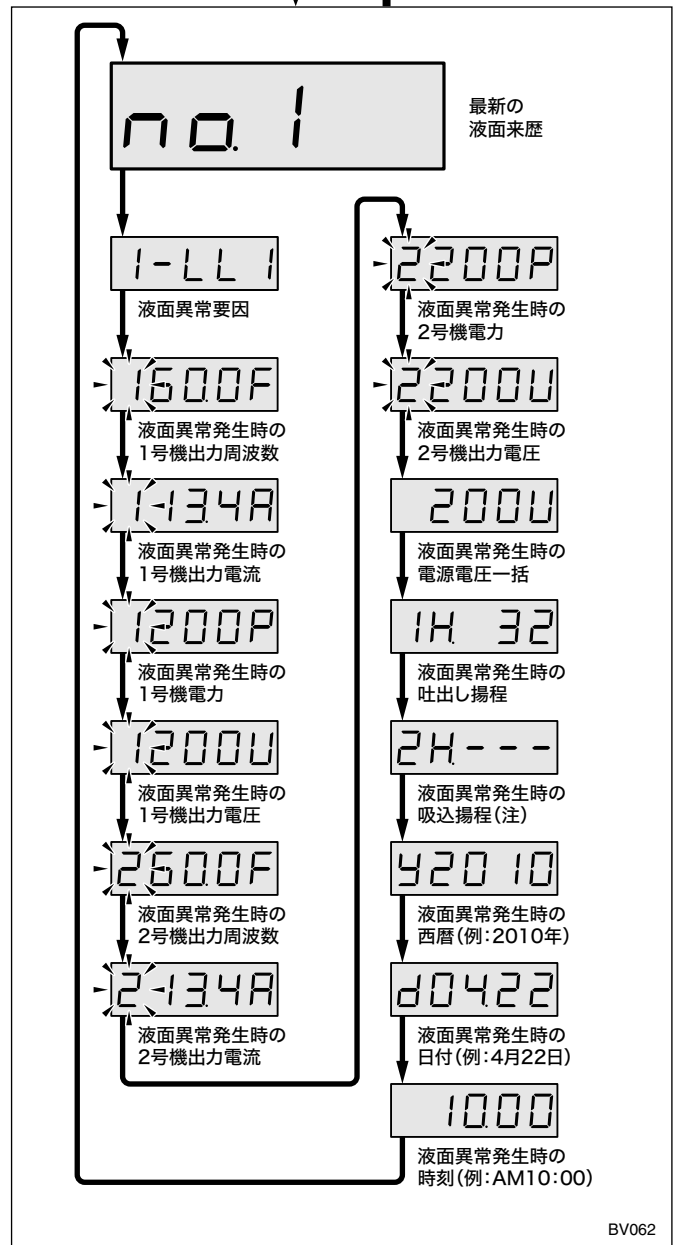 no. 1
最新の
液面来歴
1-LL1
液面異常要因
160.0F
液面異常発生時の
1号機出力周波数
113.4A
液面異常発生時の
1号機出力電流
1200P
液面異常発生時の
1号機電力
1200U
液面異常発生時の
1号機出力電圧
260.0F
液面異常発生時の
2号機出力周波数
213.4A
液面異常発生時の
2号機出力電流
2200P
液面異常発生時の
2号機電力
2200U
液面異常発生時の
2号機出力電圧
200U
液面異常発生時の
電源電圧一括
1H. 32
液面異常発生時の
吐出し揚程
2H.---
液面異常発生時の
吸込揚程(注)
y2010
液面異常発生時の
西暦(例:2010年)
d04.22
液面異常発生時の
日付(例:4月22日)
10.00
液面異常発生時の
時刻(例:AM10:00)
BV062